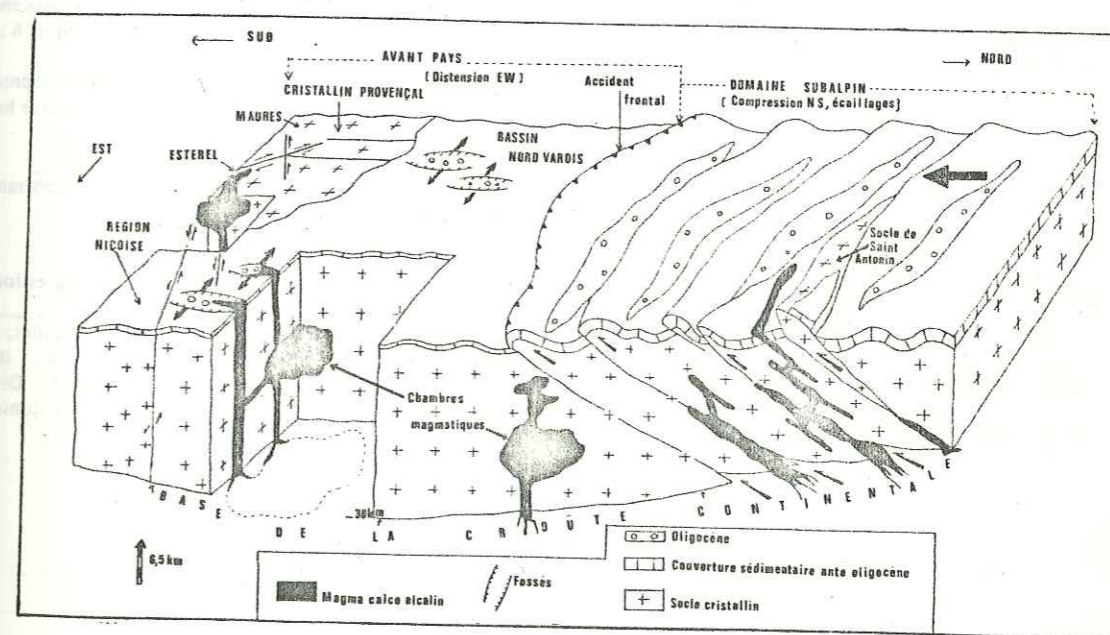 SUD
NORD
AVANT PAYS
(Distension EW)
DOMAINE SUBALPIN
(Compression NS, écaillages)
CRISTALLIN PROVENÇAL
Accident
frontal
MAURES
BASSIN
NORD VAROIS
ESTEREL
EST
REGION
NIÇOISE
Socle de
Saint
Antonin
Chambres
magmatiques
30km
BASE DE LA CROÛTE CONTINENTALE
6,5 km
Magma calco alcalin
Fossés
Oligocène
Couverture sédimentaire ante oligocène
Socle cristallin